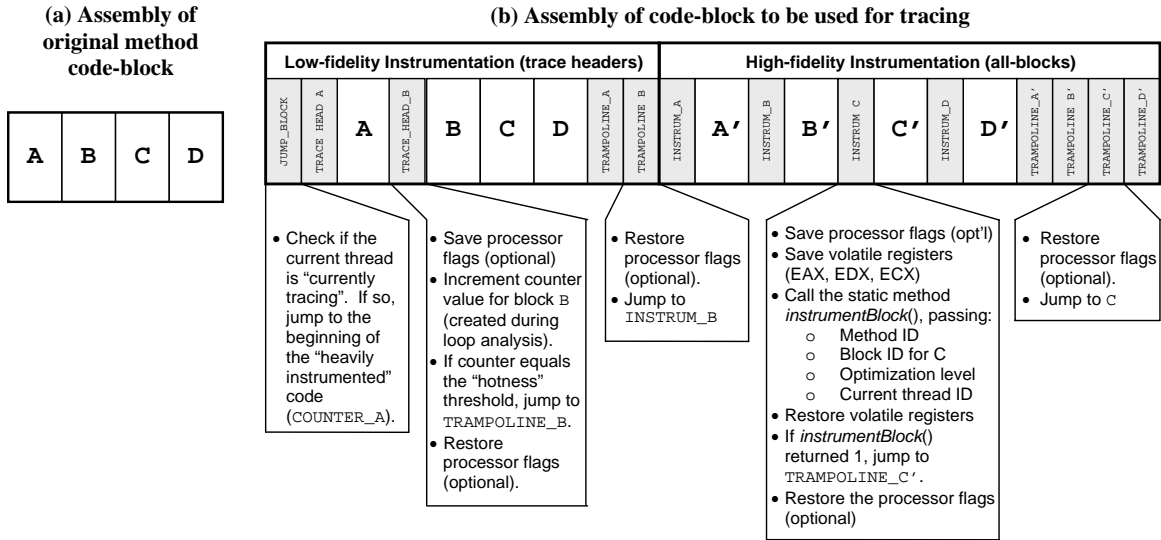 (a) Assembly of
original method
code-block
(b) Assembly of code-block to be used for tracing
A
B
C
D
Low-fidelity Instrumentation (trace headers)
High-fidelity Instrumentation (all-blocks)
JUMP_BLOCK
TRACE HEAD A
A
TRACE_HEAD_B
B
C
D
TRAMPOLINE_A
TRAMPOLINE B
INSTRUM_A
A'
INSTRUM_B
B'
INSTRUM C
C'
INSTRUM_D
D'
TRAMPOLINE_A'
TRAMPOLINE B'
TRAMPOLINE_C'
TRAMPOLINE_D'
• Check if the
current thread
is “currently
tracing”. If so,
jump to the
beginning of
the “heavily
instrumented”
code
(COUNTER_A).
• Save processor
flags (optional)
• Increment counter
value for block B
(created during
loop analysis).
• If counter equals
the “hotness”
threshold, jump to
TRAMPOLINE_B.
• Restore
processor flags
(optional).
• Restore
processor flags
(optional).
• Jump to
INSTRUM_B
• Save processor flags (opt'l)
• Save volatile registers
(EAX, EDX, ECX)
• Call the static method
instrumentBlock(), passing:
o Method ID
o Block ID for C
o Optimization level
o Current thread ID
• Restore volatile registers
• If instrumentBlock()
returned 1, jump to
TRAMPOLINE_C'.
• Restore the processor flags
(optional)
• Restore
processor flags
(optional).
• Jump to C